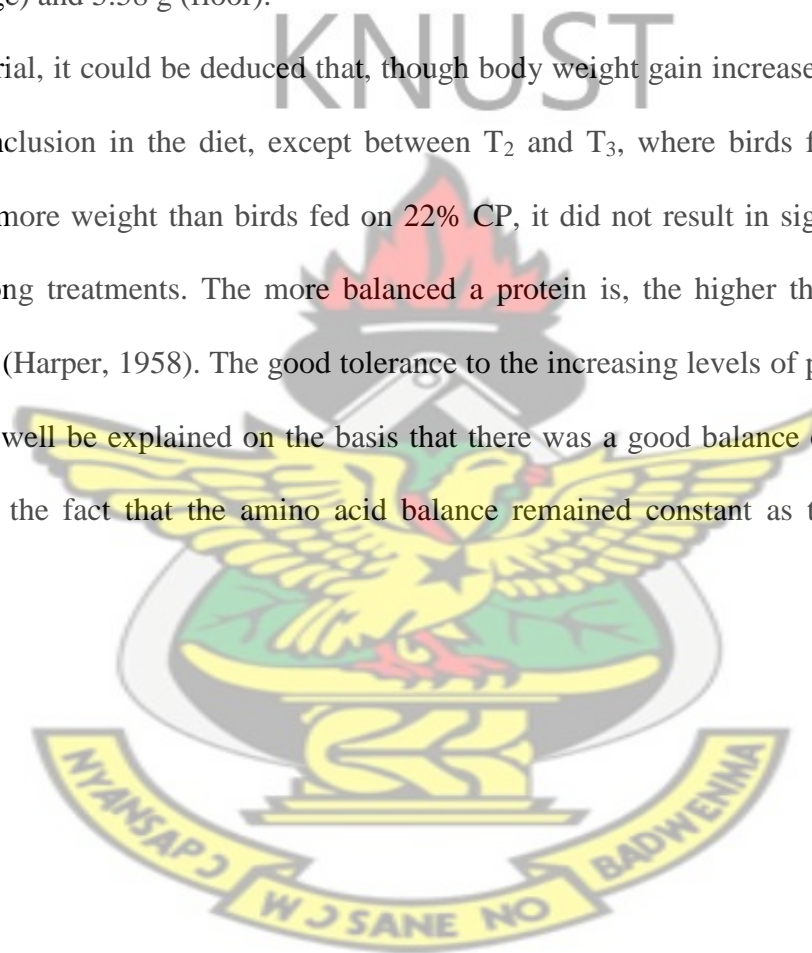 ge) and 3.58 g (floor).
KNUST
rial, it could be deduced that, though body weight gain increase
nclusion in the diet, except between T₂ and T₃, where birds f
more weight than birds fed on 22% CP, it did not result in sig
ng treatments. The more balanced a protein is, the higher th
(Harper, 1958). The good tolerance to the increasing levels of p
well be explained on the basis that there was a good balance
the fact that the amino acid balance remained constant as t
NYANSAPƆ WƆ SANE NO BADWENMA